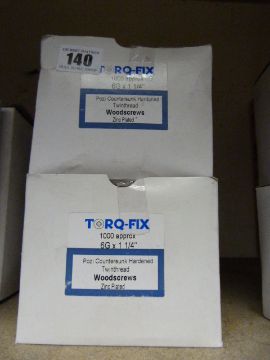 140
TORQ-FIX
1000 approx
6G x 1 1/4"
Pozi Countersunk Hardened
Twinthread
Woodscrews
Zinc Plated
TORQ-FIX
1000 approx
6G x 1 1/4"
Pozi Countersunk Hardened
Twinthread
Woodscrews
Zinc Plated